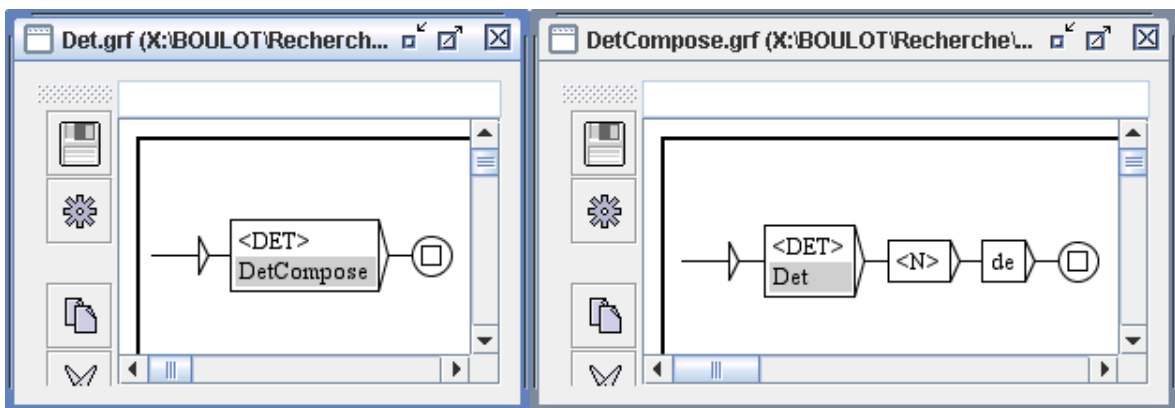 Det.grf (X:\BOULOT\Recherch...
<DET>
DetCompose
DetCompose.grf (X:\BOULOT\Recherche\...
<DET>
Det
<N>
de